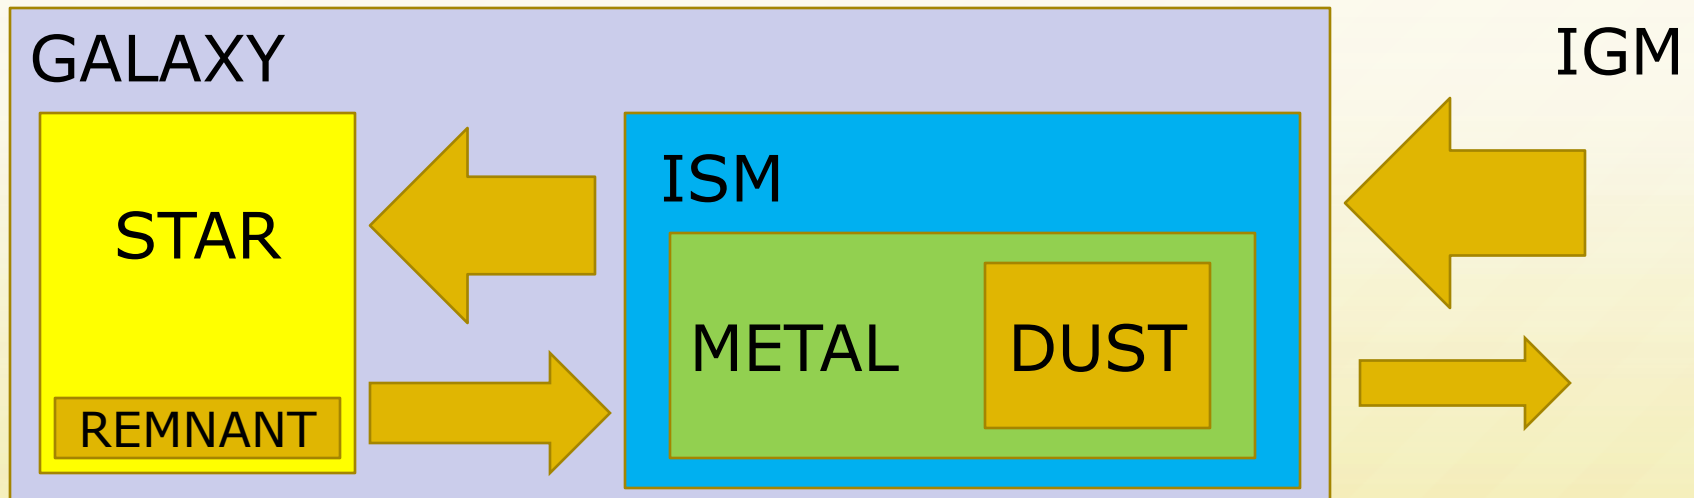 GALAXY
IGM
STAR
REMNANT
ISM
METAL
DUST